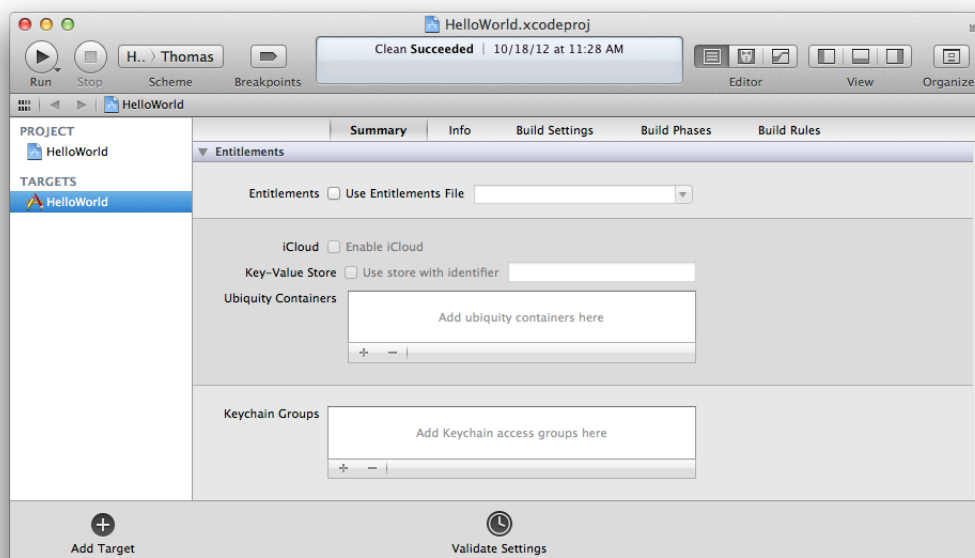 HelloWorld.xcodeproj
H.. 〉 Thomas
Clean Succeeded | 10/18/12 at 11:28 AM
Run Stop Scheme Breakpoints Editor View Organize
HelloWorld
PROJECT
HelloWorld
TARGETS
HelloWorld
Summary Info Build Settings Build Phases Build Rules
Entitlements
Entitlements Use Entitlements File
iCloud Enable iCloud
Key-Value Store Use store with identifier
Ubiquity Containers
Add ubiquity containers here
Keychain Groups
Add Keychain access groups here
Add Target Validate Settings